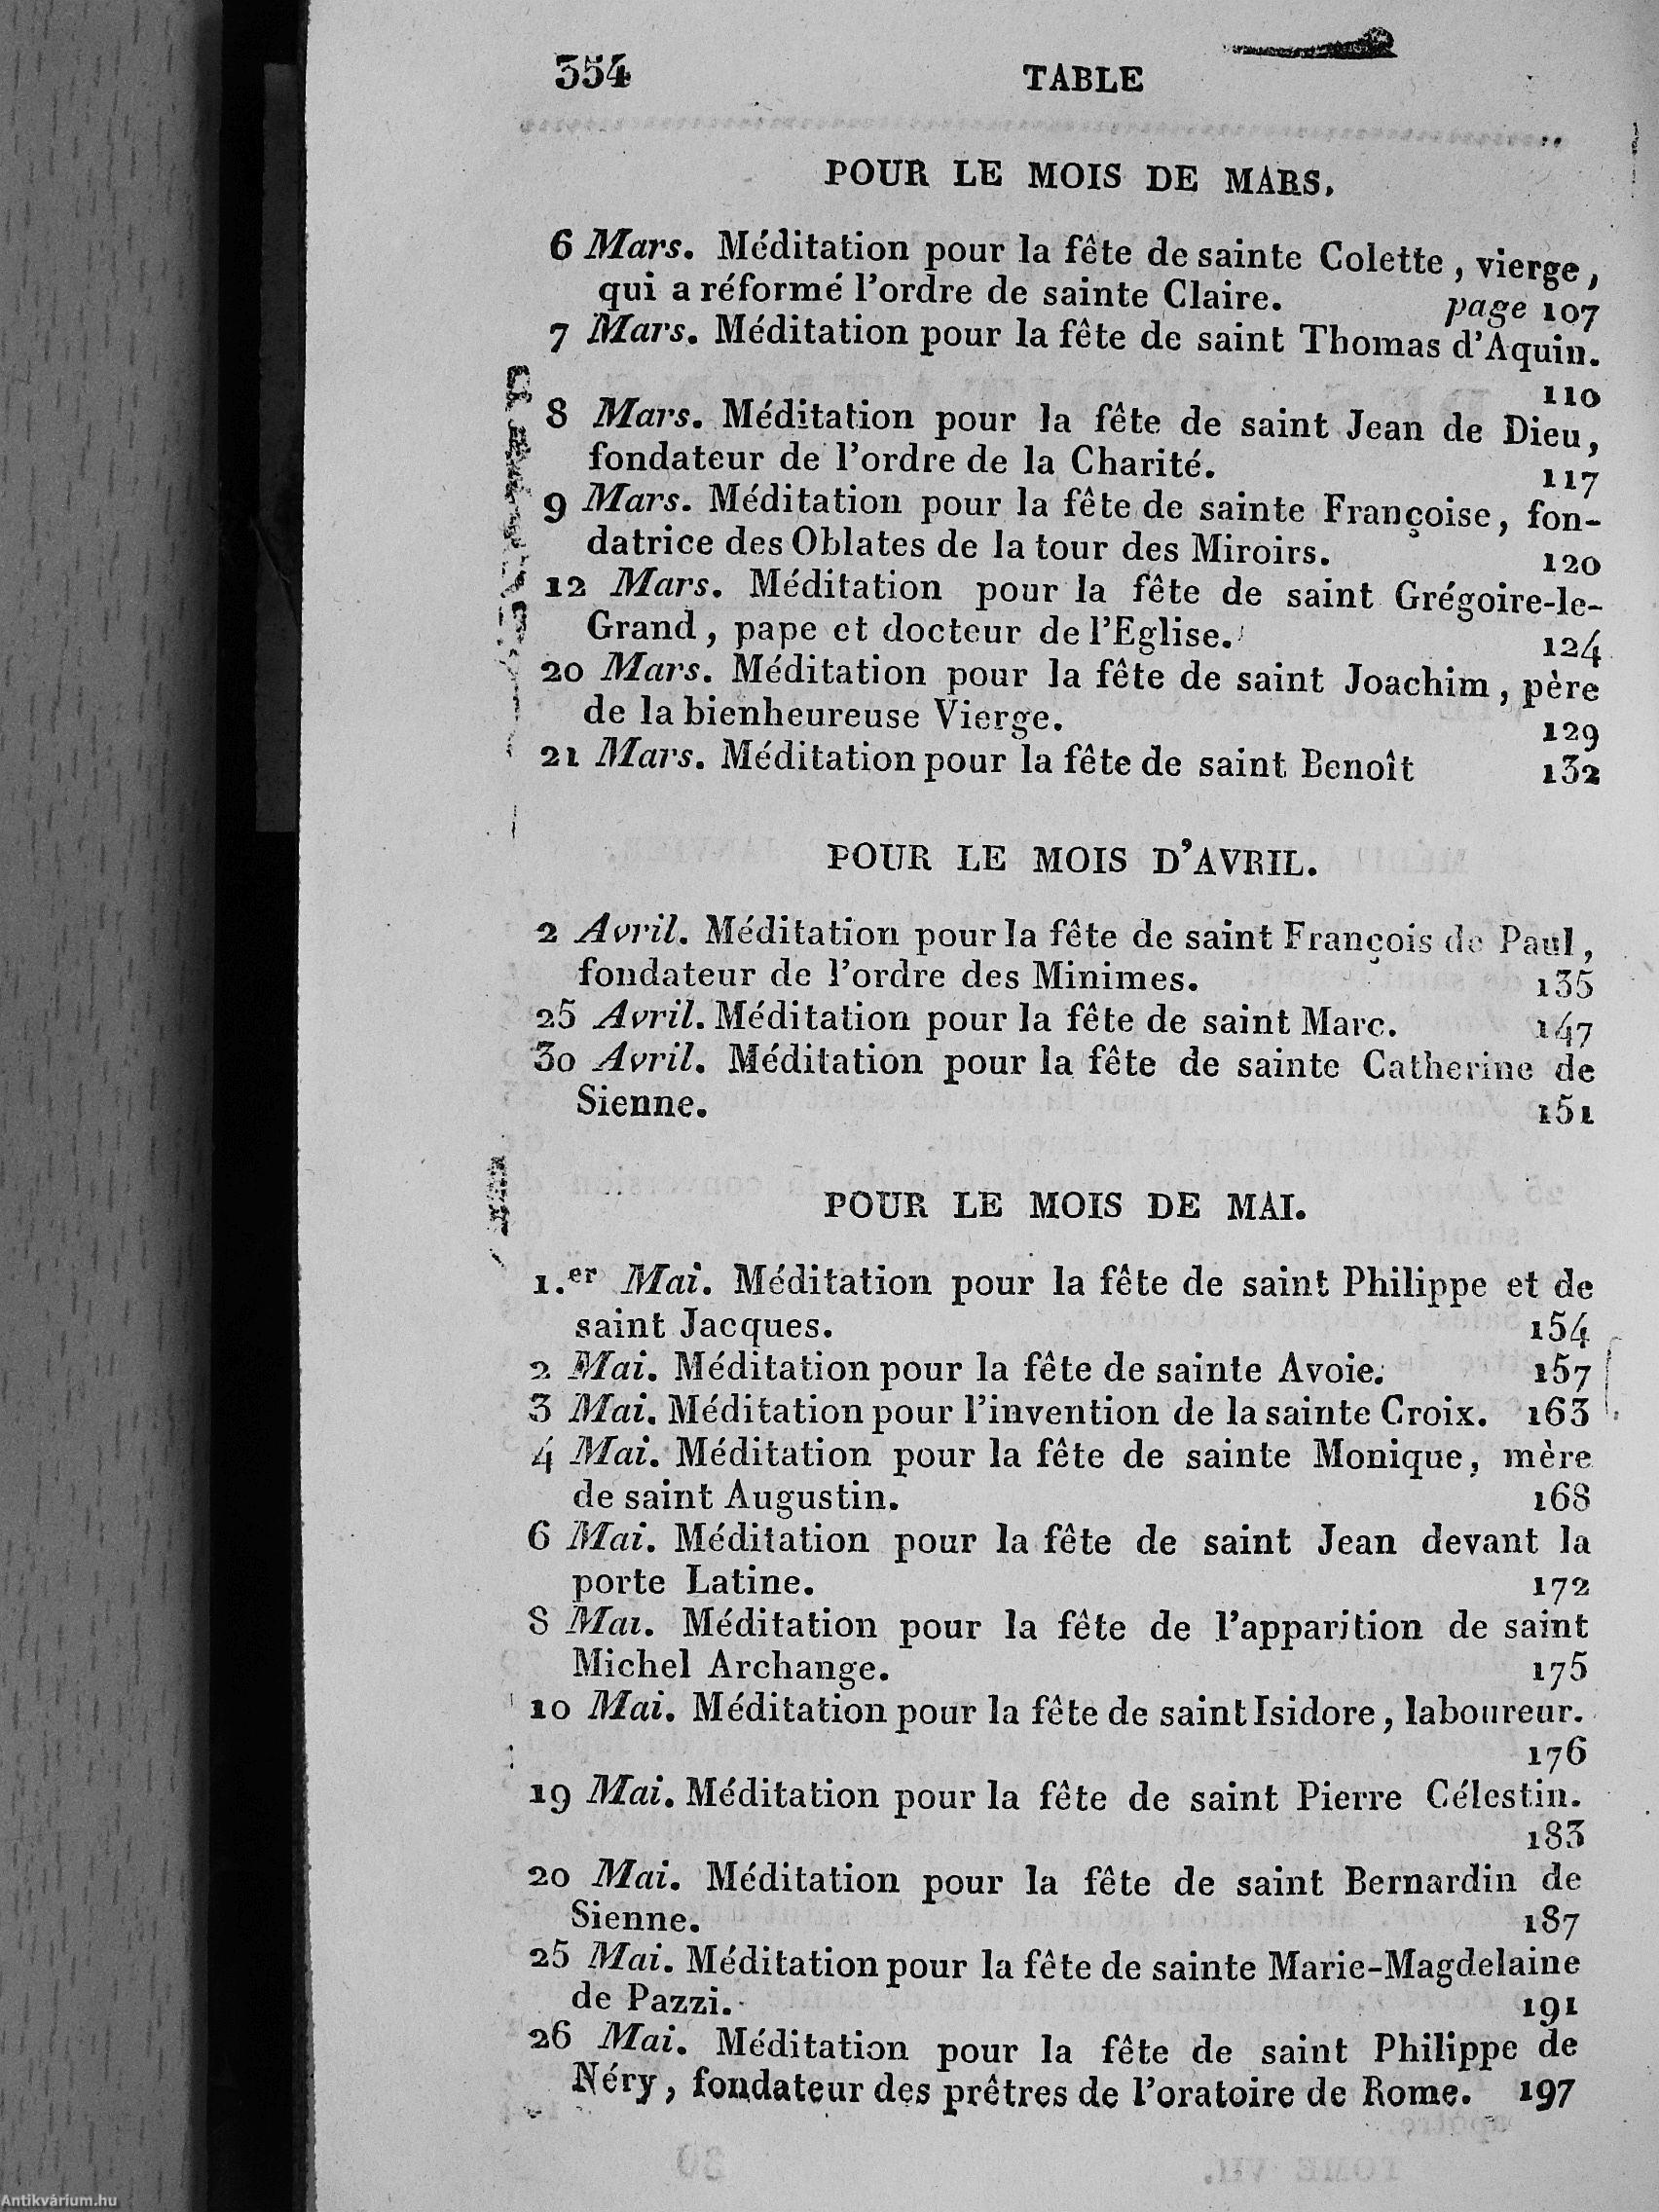 354
TABLE
POUR LE MOIS DE MARS.
6 Mars. Méditation pour la fête de sainte Colette, vierge,
qui a réformé l'ordre de sainte Claire. page 107
7 Mars. Méditation pour la fête de saint Thomas d'Aquin.
110
8 Mars. Méditation pour la fête de saint Jean de Dieu,
fondateur de l'ordre de la Charité. 117
9 Mars. Méditation pour la fête de sainte Françoise, fon-
datrice des Oblates de la tour des Miroirs. 120
12 Mars. Méditation pour la fête de saint Grégoire-le-
Grand, pape et docteur de l'Eglise. 124
20 Mars. Méditation pour la fête de saint Joachim, père
de la bienheureuse Vierge. 129
21 Mars. Méditation pour la fête de saint Benoît 132
POUR LE MOIS D'AVRIL.
2 Avril. Méditation pour la fête de saint François de Paul,
fondateur de l'ordre des Minimes. 135
25 Avril. Méditation pour la fête de saint Marc. 147
30 Avril. Méditation pour la fête de sainte Catherine de
Sienne. 151
POUR LE MOIS DE MAI.
1.er Mai. Méditation pour la fête de saint Philippe et de
saint Jacques. 154
2 Mai. Méditation pour la fête de sainte Avoie. 157
3 Mai. Méditation pour l'invention de la sainte Croix. 163
4 Mai. Méditation pour la fête de sainte Monique, mère
de saint Augustin. 168
6 Mai. Méditation pour la fête de saint Jean devant la
porte Latine. 172
8 Mai. Méditation pour la fête de l'apparition de saint
Michel Archange. 175
10 Mai. Méditation pour la fête de saint Isidore, laboureur.
176
19 Mai. Méditation pour la fête de saint Pierre Célestin.
183
20 Mai. Méditation pour la fête de saint Bernardin de
Sienne. 187
25 Mai. Méditation pour la fête de sainte Marie-Magdelaine
de Pazzi. 191
26 Mai. Méditation pour la fête de saint Philippe de
Néry, fondateur des prêtres de l'oratoire de Rome. 197
Antikvárium.hu